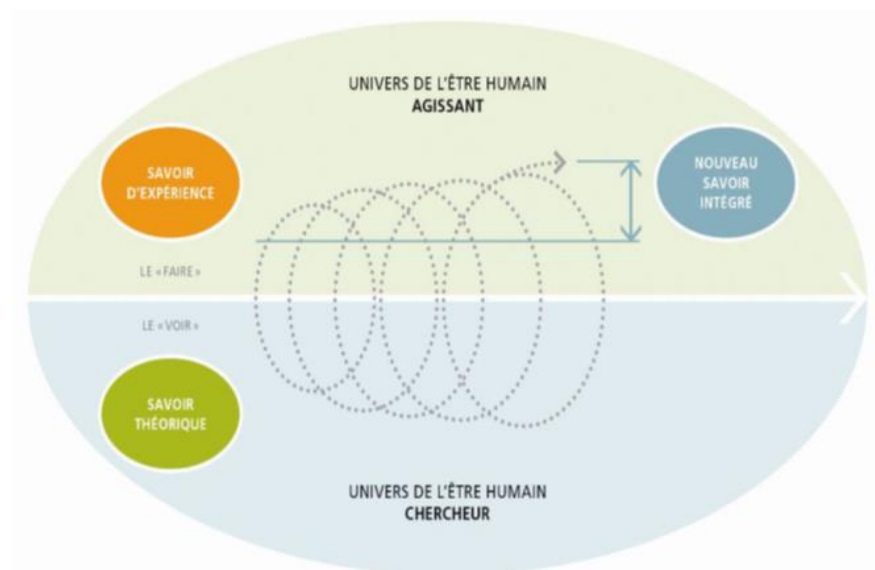 UNIVERS DE L'ÊTRE HUMAIN
AGISSANT
SAVOIR
D'EXPÉRIENCE
NOUVEAU
SAVOIR
INTÉGRÉ
LE «FAIRE»
LE «VOIR»
SAVOIR
THÉORIQUE
UNIVERS DE L'ÊTRE HUMAIN
CHERCHEUR